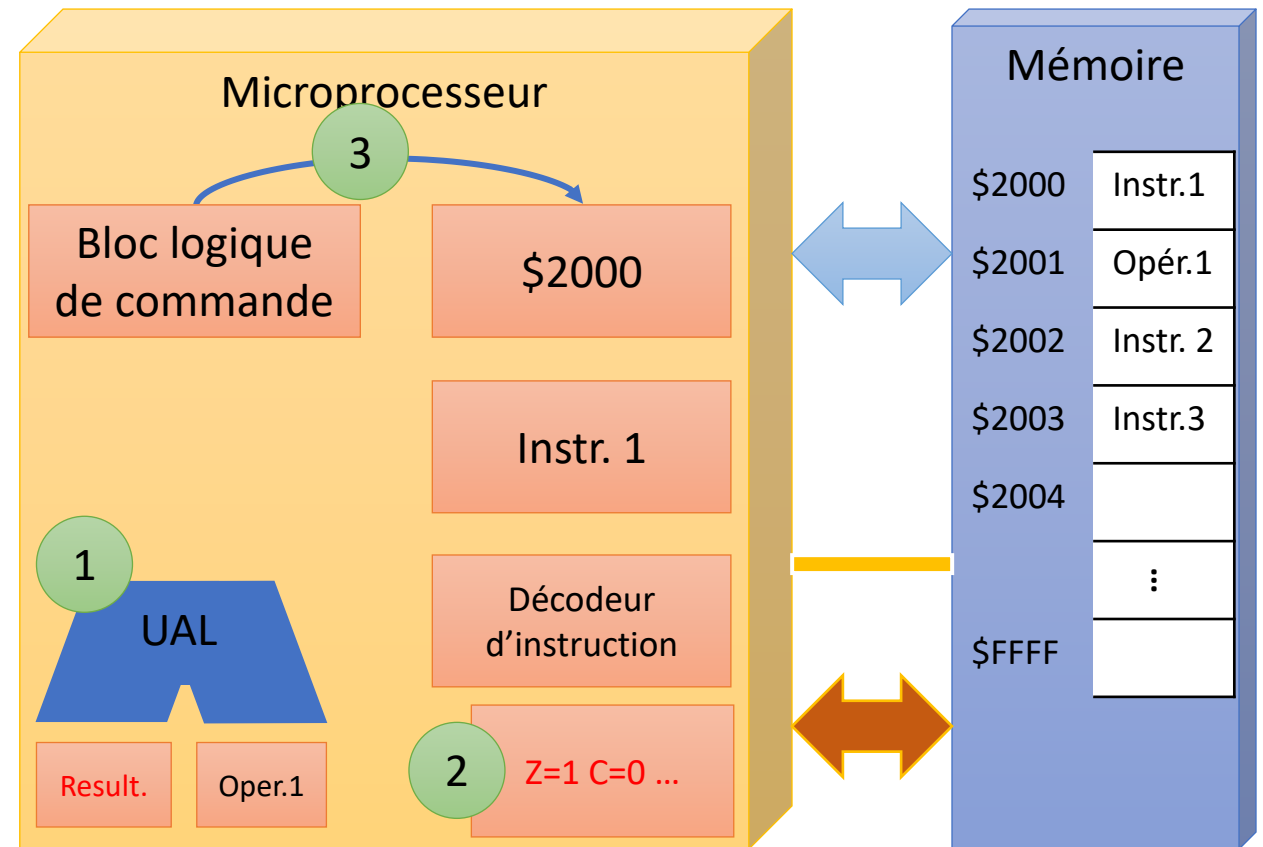 Microprocesseur
3
Bloc logique
de commande
$2000
Instr. 1
1
UAL
Décodeur
d’instruction
Result.
Oper.1
2
Z=1 C=0 ...
Mémoire
$2000 Instr.1
$2001 Opér.1
$2002 Instr. 2
$2003 Instr.3
$2004
⋮
$FFFF